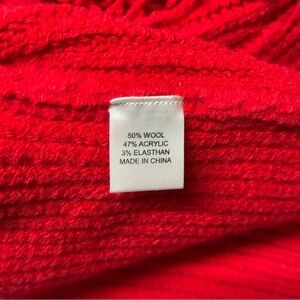 50% WOOL
47% ACRYLIC
3% ELASTHAN
MADE IN CHINA